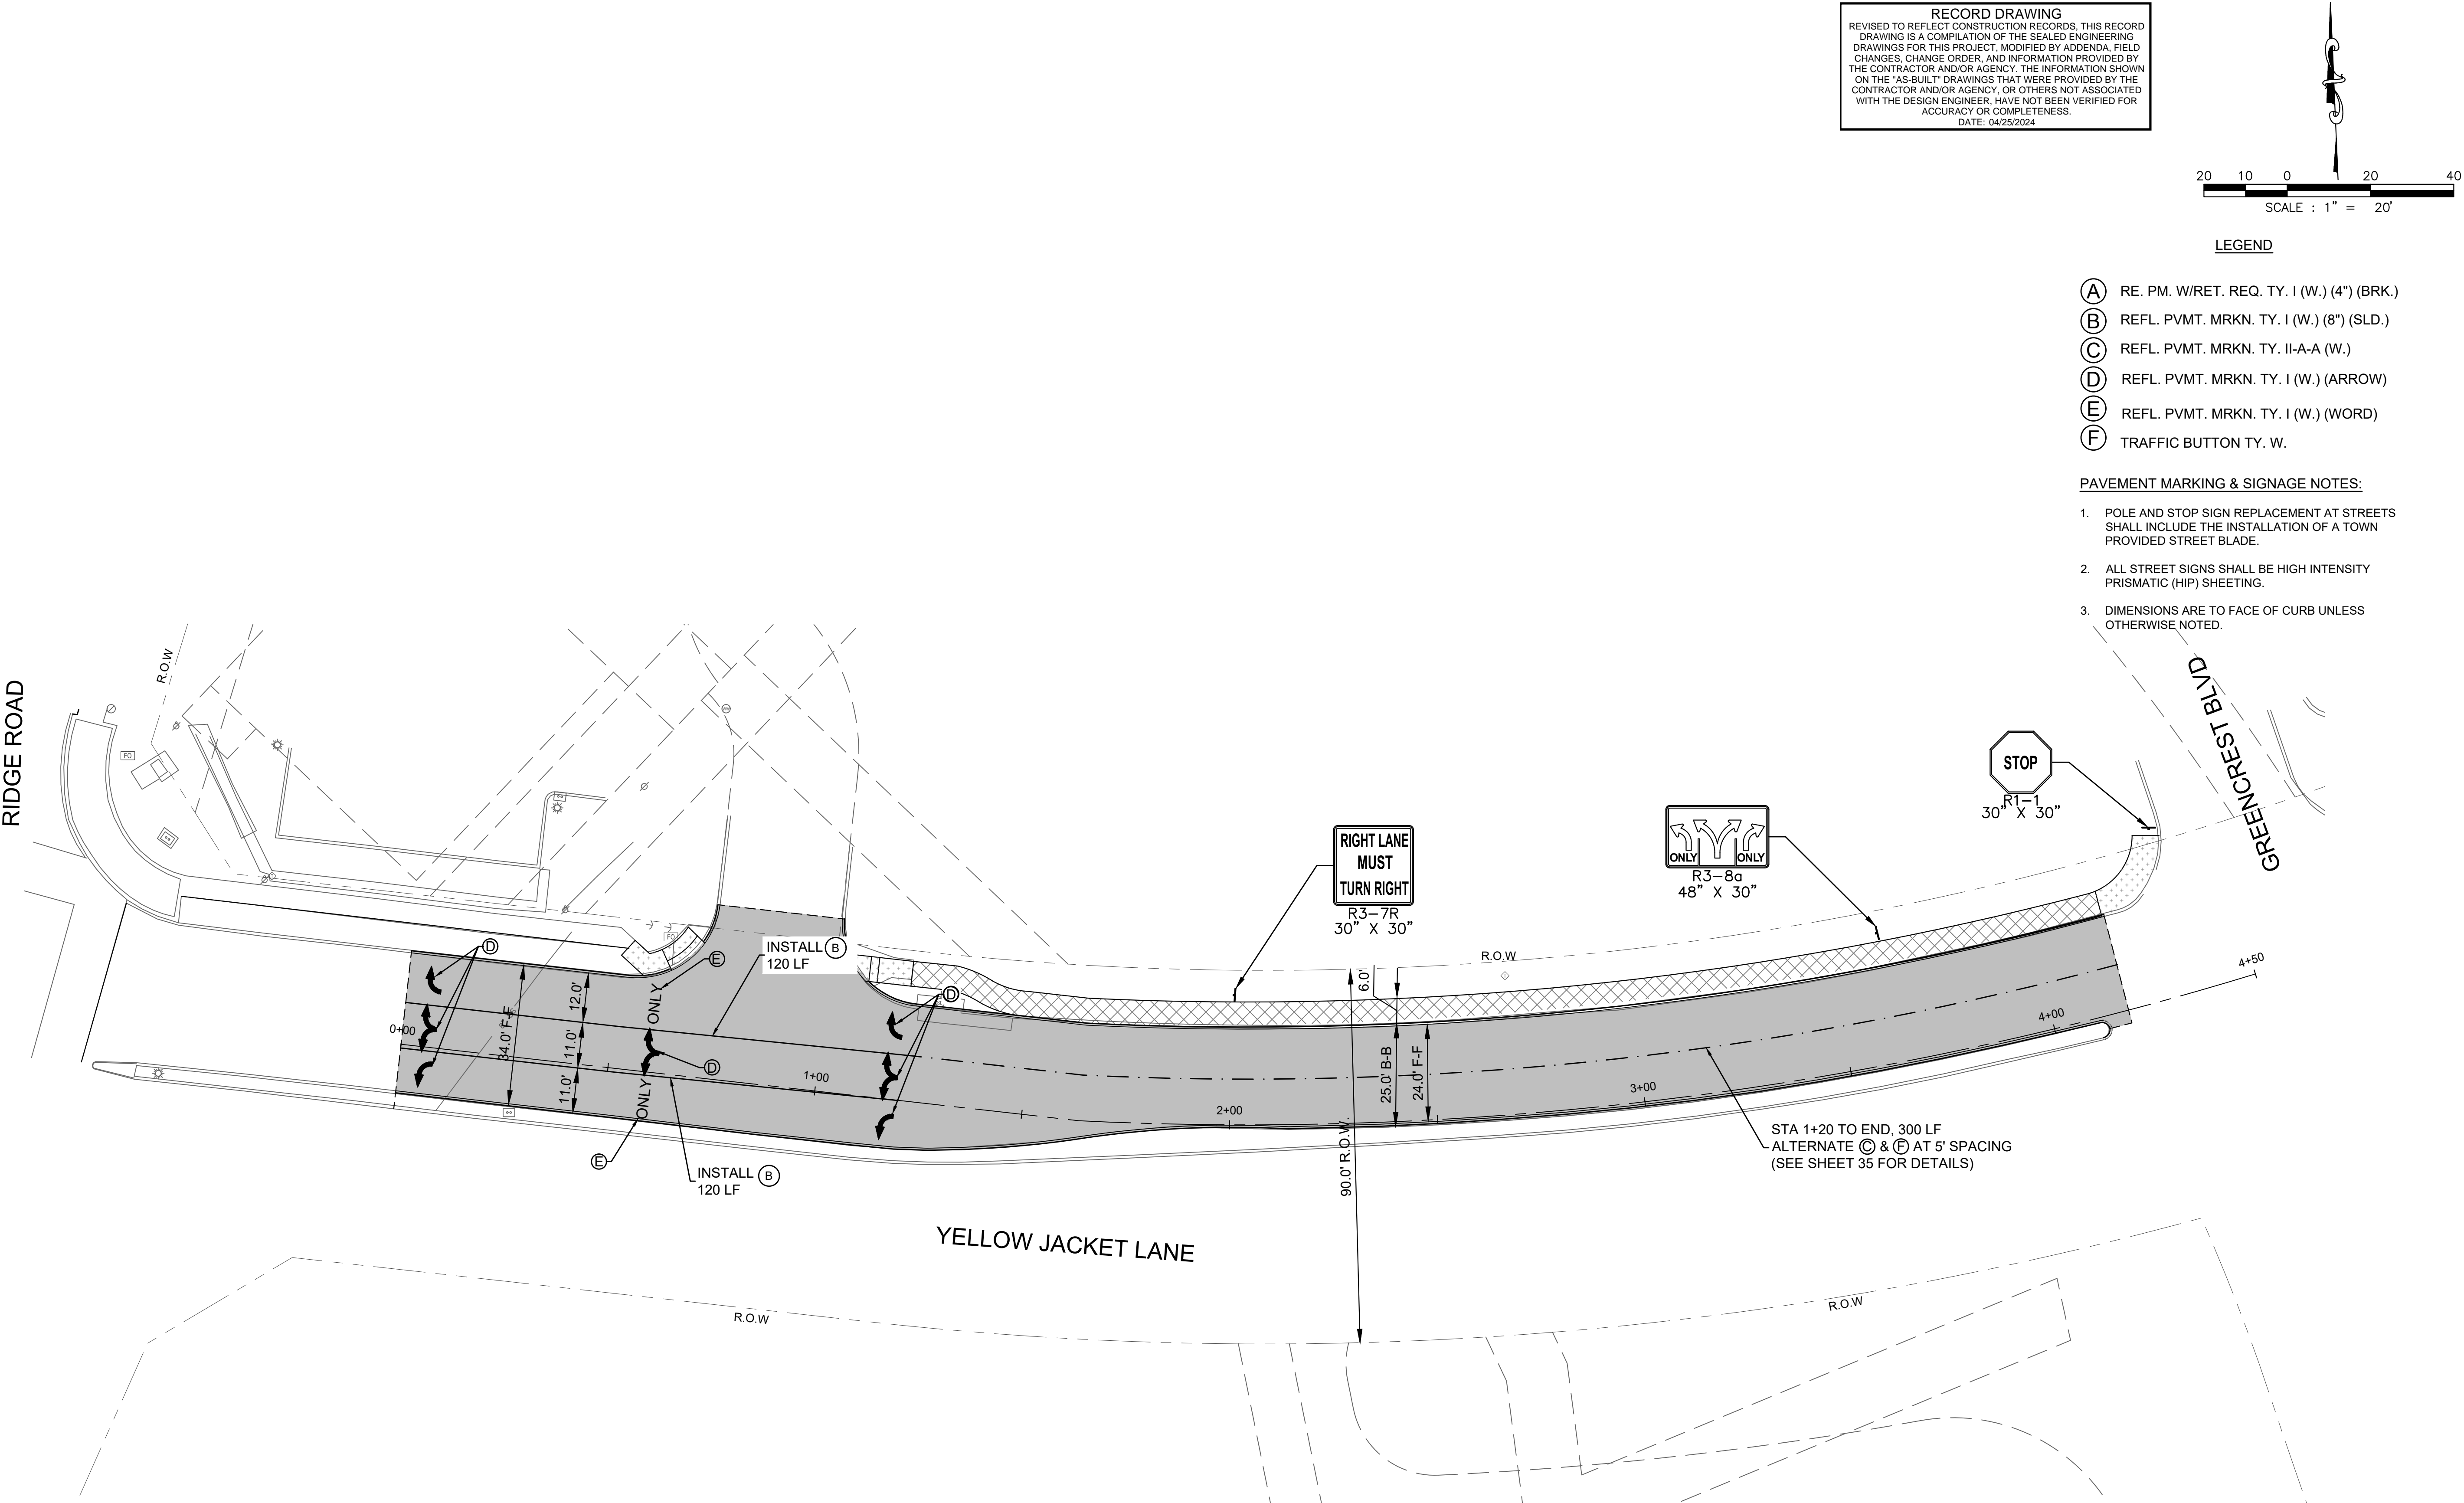 RECORD DRAWING
REVISED TO REFLECT CONSTRUCTION RECORDS, THIS RECORD
DRAWING IS A COMPILATION OF THE SEALED ENGINEERING
DRAWINGS FOR THIS PROJECT, MODIFIED BY ADDENDA, FIELD
CHANGES, CHANGE ORDER, AND INFORMATION PROVIDED BY
THE CONTRACTOR AND/OR AGENCY. THE INFORMATION SHOWN
ON THE "AS-BUILT" DRAWINGS THAT WERE PROVIDED BY THE
CONTRACTOR AND/OR AGENCY, OR OTHERS NOT ASSOCIATED
WITH THE DESIGN ENGINEER, HAVE NOT BEEN VERIFIED FOR
ACCURACY OR COMPLETENESS.
DATE: 04/25/2024
20 10 0 20 40
SCALE : 1" = 20'
LEGEND
A RE. PM. W/RET. REQ. TY. I (W.) (4") (BRK.)
B REFL. PVMT. MRKN. TY. I (W.) (8") (SLD.)
C REFL. PVMT. MRKN. TY. II-A-A (W.)
D REFL. PVMT. MRKN. TY. I (W.) (ARROW)
E REFL. PVMT. MRKN. TY. I (W.) (WORD)
F TRAFFIC BUTTON TY. W.
PAVEMENT MARKING & SIGNAGE NOTES:
1. POLE AND STOP SIGN REPLACEMENT AT STREETS
SHALL INCLUDE THE INSTALLATION OF A TOWN
PROVIDED STREET BLADE.
2. ALL STREET SIGNS SHALL BE HIGH INTENSITY
PRISMATIC (HIP) SHEETING.
3. DIMENSIONS ARE TO FACE OF CURB UNLESS
OTHERWISE NOTED.
RIDGE ROAD
R.O.W
FO
GREENCREST BLVD
STOP
R1-1
30" X 30"
ONLY ONLY
R3-8a
48" X 30"
RIGHT LANE
MUST
TURN RIGHT
R3-7R
30" X 30"
FO
D
E
INSTALL B
120 LF
D
ONLY
12.0'
34.0' F-F
11.0'
11.0'
0+00
D
ONLY
E
1+00
INSTALL B
120 LF
R.O.W
6.0'
25.0' B-B
24.0' F-F
90.0' R.O.W.
2+00
3+00
4+00
4+50
STA 1+20 TO END, 300 LF
ALTERNATE C & F AT 5' SPACING
(SEE SHEET 35 FOR DETAILS)
YELLOW JACKET LANE
R.O.W
R.O.W